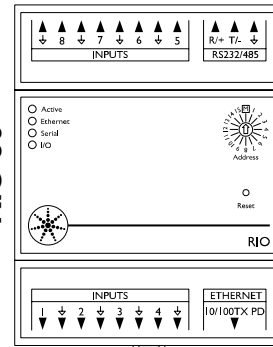 8 7 6 5 R/+ T/-
INPUTS RS232/485
Active
Ethernet
Serial
I/O
Address
Reset
RIO
INPUTS ETHERNET
1 2 3 4 10/100TX PD